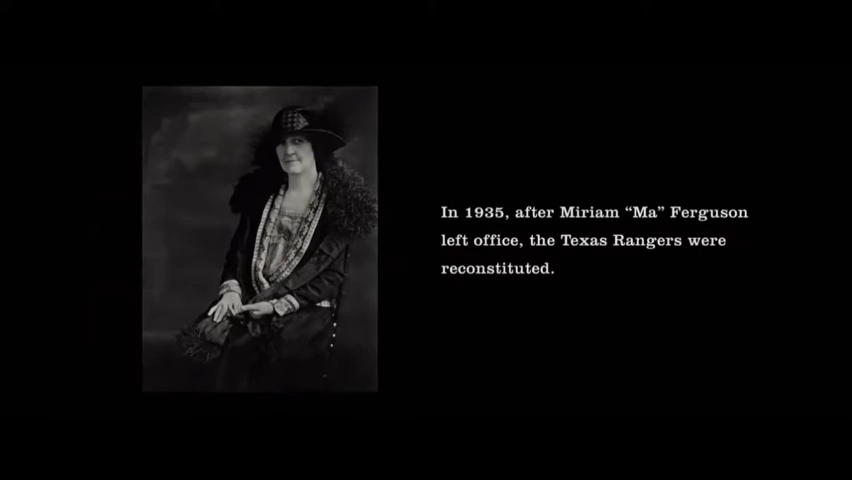 In 1935, after Miriam “Ma” Ferguson
left office, the Texas Rangers were
reconstituted.